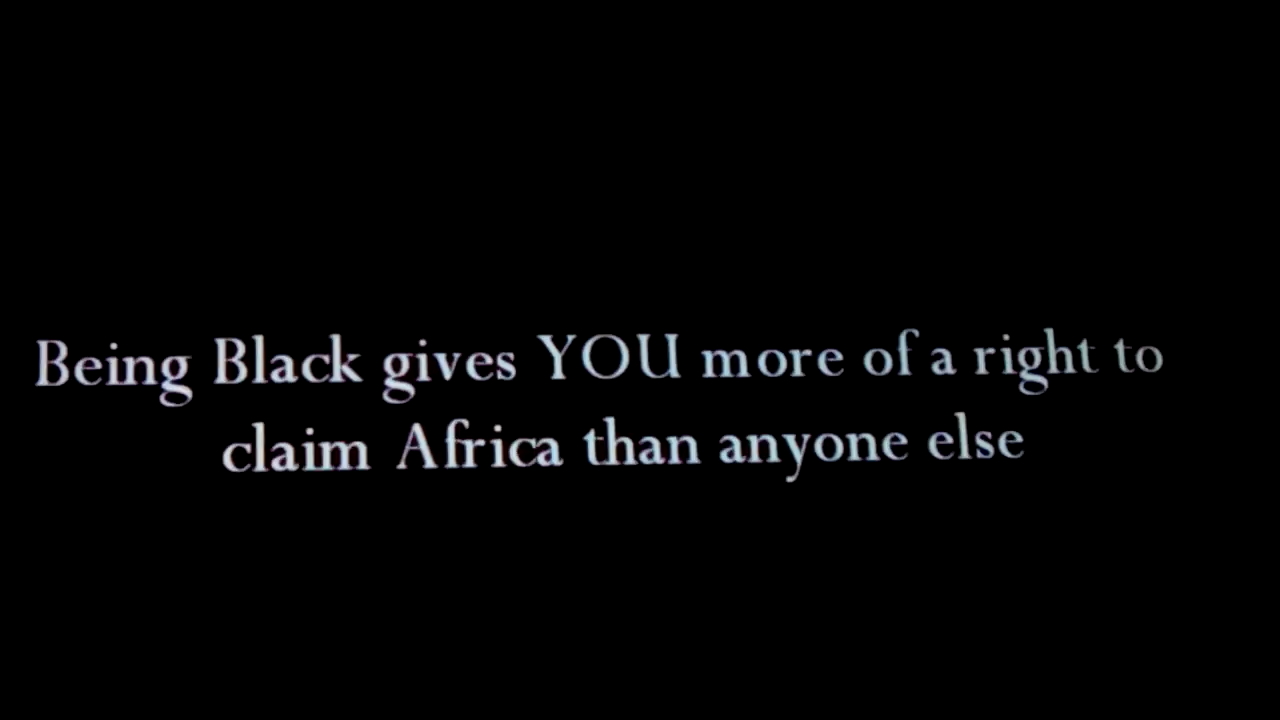 Being Black gives YOU more of a right to
claim Africa than anyone else